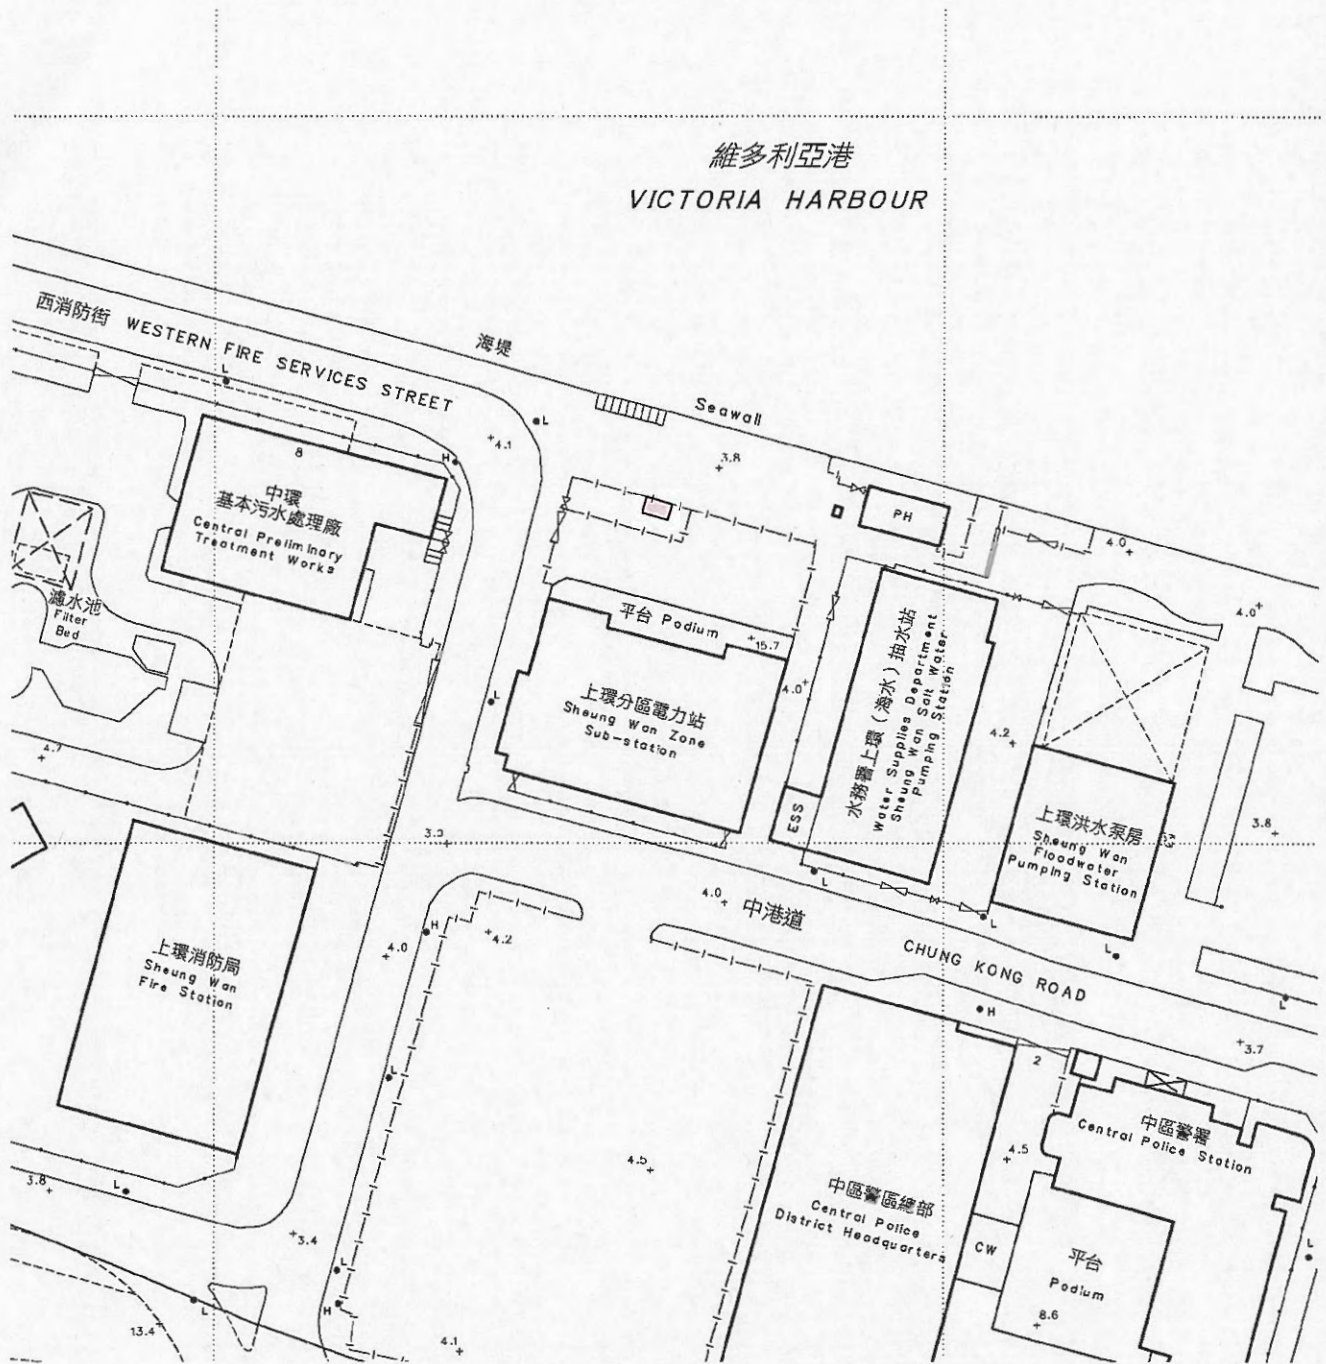 維多利亞港
VICTORIA HARBOUR
西消防街 WESTERN FIRE SERVICES STREET
海堤
Seawall
L
L
4.1
3.8
H
8
中環
基本污水處理廠
Central Preliminary
Treatment Works
PH
4.0
濾水池
Filter
Bed
平台 Podium
15.7
4.0
4.0
上環分區電力站
Sheung Wan Zone
Sub-station
L
水務署上環（海水）抽水站
Water Supplies Department
Sheung Wan Salt Water
Pumping Station
4.2
4.7
ESS
上環洪水泵房
Sheung Wan
Floodwater
Pumping Station
3.8
L
4.0
中港道
CHUNG KONG ROAD
L
L
L
H
4.2
4.0
上環消防局
Sheung Wan
Fire Station
H
3.7
2
中區警署
Central Police Station
L
4.5
4.5
3.8
L
中區警區總部
Central Police
District Headquarters
3.4
CW
平台
Podium
L
L
H
L
13.4
4.1
8.6